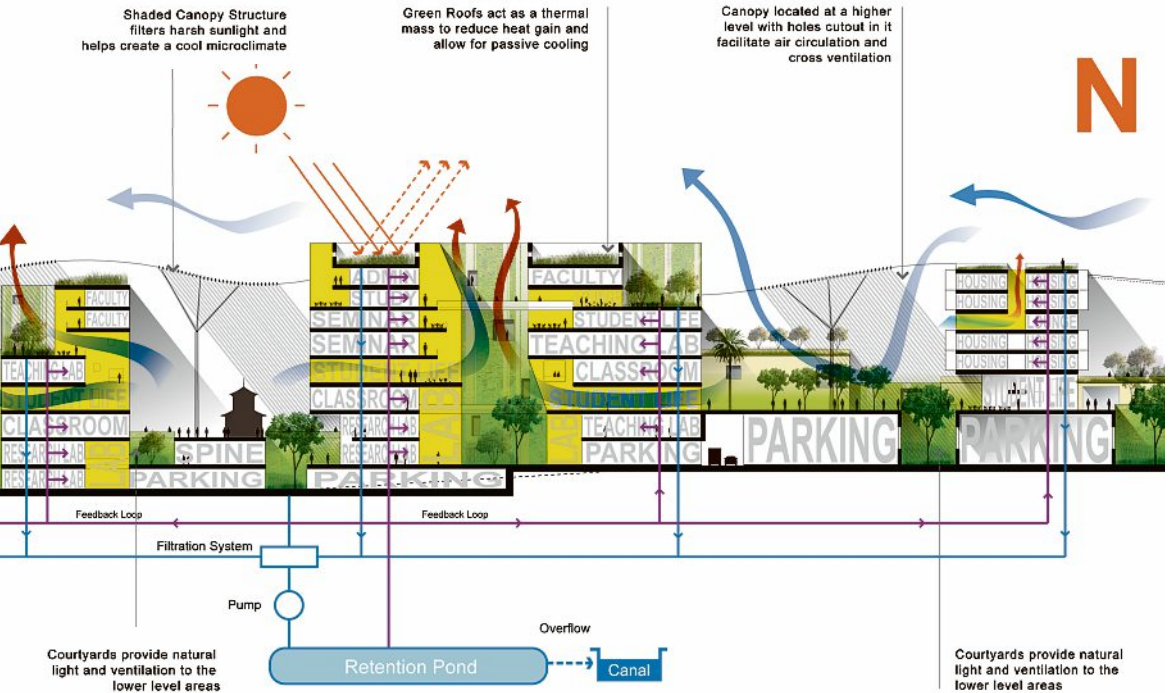 Shaded Canopy Structure
filters harsh sunlight and
helps create a cool microclimate
Green Roofs act as a thermal
mass to reduce heat gain and
allow for passive cooling
Canopy located at a higher
level with holes cutout in it
facilitate air circulation and
cross ventilation
N
FACULTY
FACULTY
TEACHING LAB
STUDENT LIFE
CLASSROOM
RESEARCH LAB
RESEARCH LAB
LAB
SPINE
PARKING
ADMIN
STUDY
SEMINAR
SEMINAR
STUDENT LIFE
CLASSROOM
RESEARCH LAB
RESEARCH LAB
LAB
PARKING
FACULTY
STUDENT LIFE
TEACHING LAB
CLASSROOM
STUDENT LIFE
TEACHING LAB
LAB
PARKING
PARKING
HOUSING
HOUSING
HOUSING
HOUSING
STUDENT LIFE
PARKING
Feedback Loop
Feedback Loop
Filtration System
Pump
Overflow
Retention Pond
Canal
Courtyards provide natural
light and ventilation to the
lower level areas
Courtyards provide natural
light and ventilation to the
lower level areas